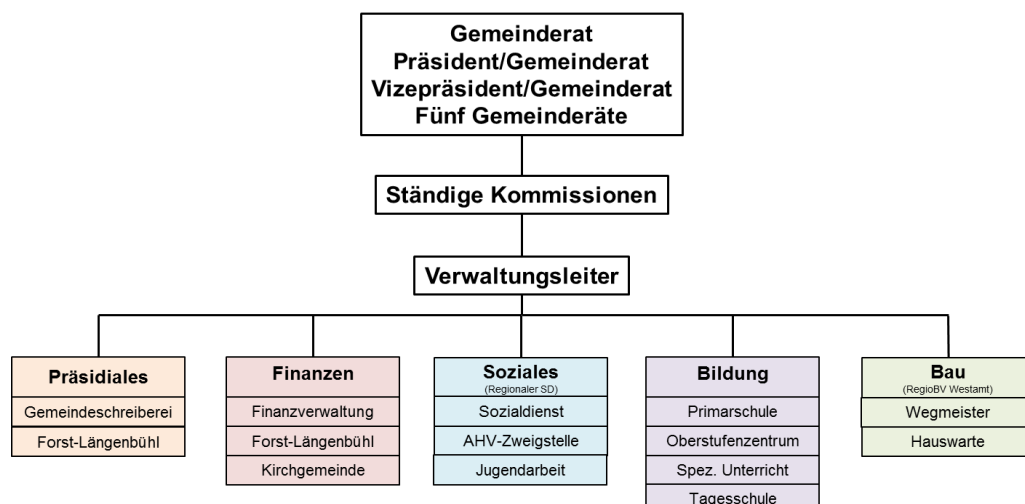 Gemeinderat
Präsident/Gemeinderat
Vizepräsident/Gemeinderat
Fünf Gemeinderäte
Ständige Kommissionen
Verwaltungsleiter
Präsidiales
Gemeindeschreiberei
Forst-Längenbühl
Finanzen
Finanzverwaltung
Forst-Längenbühl
Kirchgemeinde
Soziales
(Regionaler SD)
Sozialdienst
AHV-Zweigstelle
Jugendarbeit
Bildung
Primarschule
Oberstufenzentrum
Spez. Unterricht
Tagesschule
Bau
(RegioBV Westamt)
Wegmeister
Hauswarte